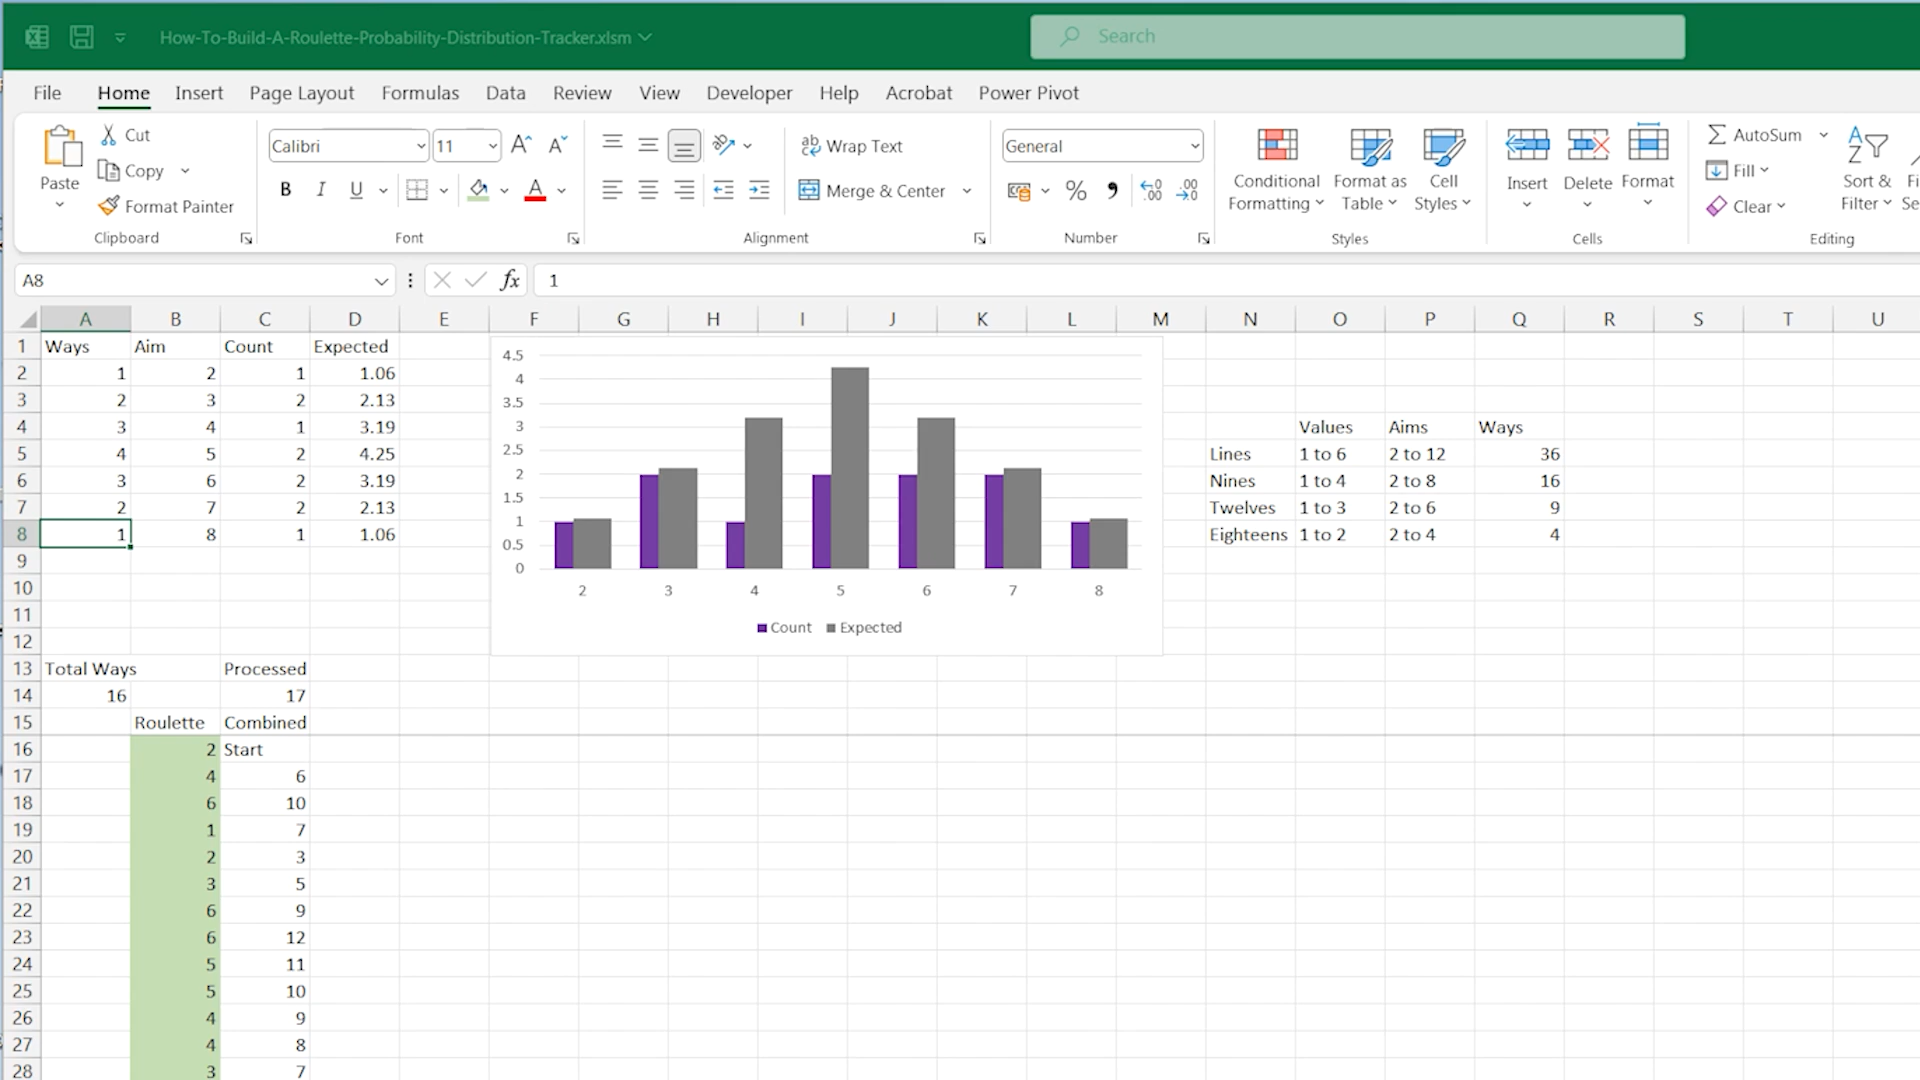 How-To-Build-A-Roulette-Probability-Distribution-Tracker.xlsm
Search
File Home Insert Page Layout Formulas Data Review View Developer Help Acrobat Power Pivot
Paste
Cut
Copy
Format Painter
Clipboard
Calibri 11
B I U
Font
Wrap Text
Merge & Center
Alignment
General
Number
Conditional Formatting
Format as Table
Cell Styles
Styles
Insert Delete Format
Cells
AutoSum
Fill
Clear
Sort & Filter
Editing
A8 fx 1
A B C D E F G H I J K L M N O P Q R S T U
1 Ways Aim Count Expected
2 1 2 1 1.06
3 2 3 2 2.13
4 3 4 1 3.19
5 4 5 2 4.25
6 3 6 2 3.19
7 2 7 2 2.13
8 1 8 1 1.06
9
10
11
12
13 Total Ways Processed
14 16 17
15 Roulette Combined
16 2 Start
17 4 6
18 6 10
19 1 7
20 2 3
21 3 5
22 6 9
23 6 12
24 5 11
25 5 10
26 4 9
27 4 8
28 3 7
4.5
4
3.5
3
2.5
2
1.5
1
0.5
0
2 3 4 5 6 7 8
Count Expected
Values Aims Ways
Lines 1 to 6 2 to 12 36
Nines 1 to 4 2 to 8 16
Twelves 1 to 3 2 to 6 9
Eighteens 1 to 2 2 to 4 4